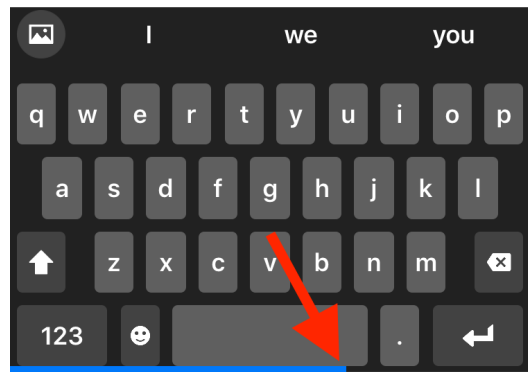 I we you
q w e r t y u i o p
a s d f g h j k l
z x c v b n m
123 .